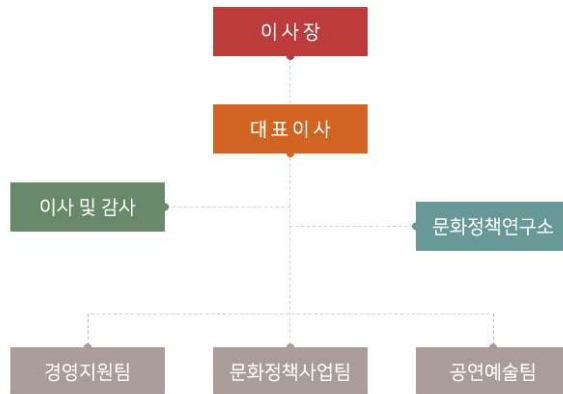 이사장
대표이사
이사 및 감사
문화정책연구소
경영지원팀
문화정책사업팀
공연예술팀